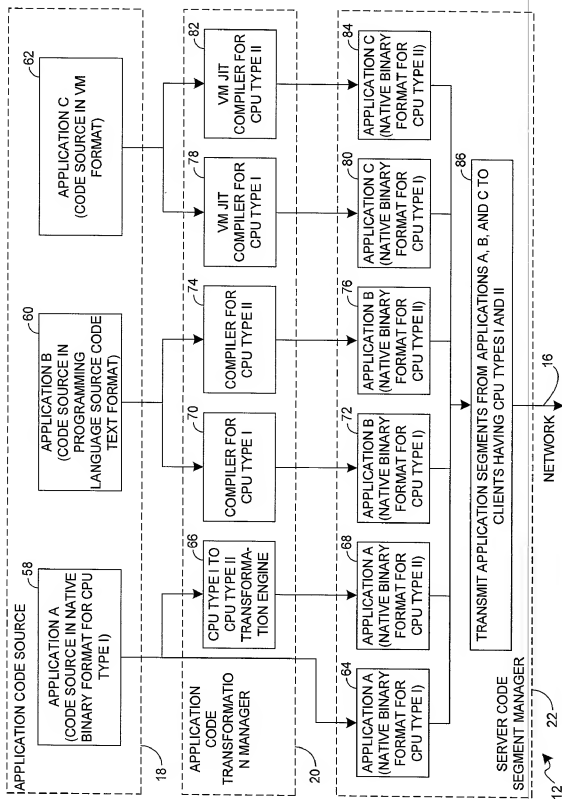 APPLICATION CODE SOURCE
58
APPLICATION A
(CODE SOURCE IN NATIVE
BINARY FORMAT FOR CPU
TYPE I)
60
APPLICATION B
(CODE SOURCE IN
PROGRAMMING
LANGUAGE SOURCE CODE
TEXT FORMAT)
62
APPLICATION C
(CODE SOURCE IN VM
FORMAT)
18
APPLICATION
CODE
TRANSFORMATIO
N MANAGER
20
66
CPU TYPE I TO
CPU TYPE II
TRANSFORMA-
TION ENGINE
70
COMPILER FOR
CPU TYPE I
74
COMPILER FOR
CPU TYPE II
78
VM JIT
COMPILER FOR
CPU TYPE I
82
VM JIT
COMPILER FOR
CPU TYPE II
64
APPLICATION A
(NATIVE BINARY
FORMAT FOR
CPU TYPE I)
68
APPLICATION A
(NATIVE BINARY
FORMAT FOR
CPU TYPE II)
72
APPLICATION B
(NATIVE BINARY
FORMAT FOR
CPU TYPE I)
76
APPLICATION B
(NATIVE BINARY
FORMAT FOR
CPU TYPE II)
80
APPLICATION C
(NATIVE BINARY
FORMAT FOR
CPU TYPE I)
84
APPLICATION C
(NATIVE BINARY
FORMAT FOR
CPU TYPE II)
86
TRANSMIT APPLICATION SEGMENTS FROM APPLICATIONS A, B, AND C TO
CLIENTS HAVING CPU TYPES I AND II
SERVER CODE
SEGMENT MANAGER
22
12
NETWORK
16